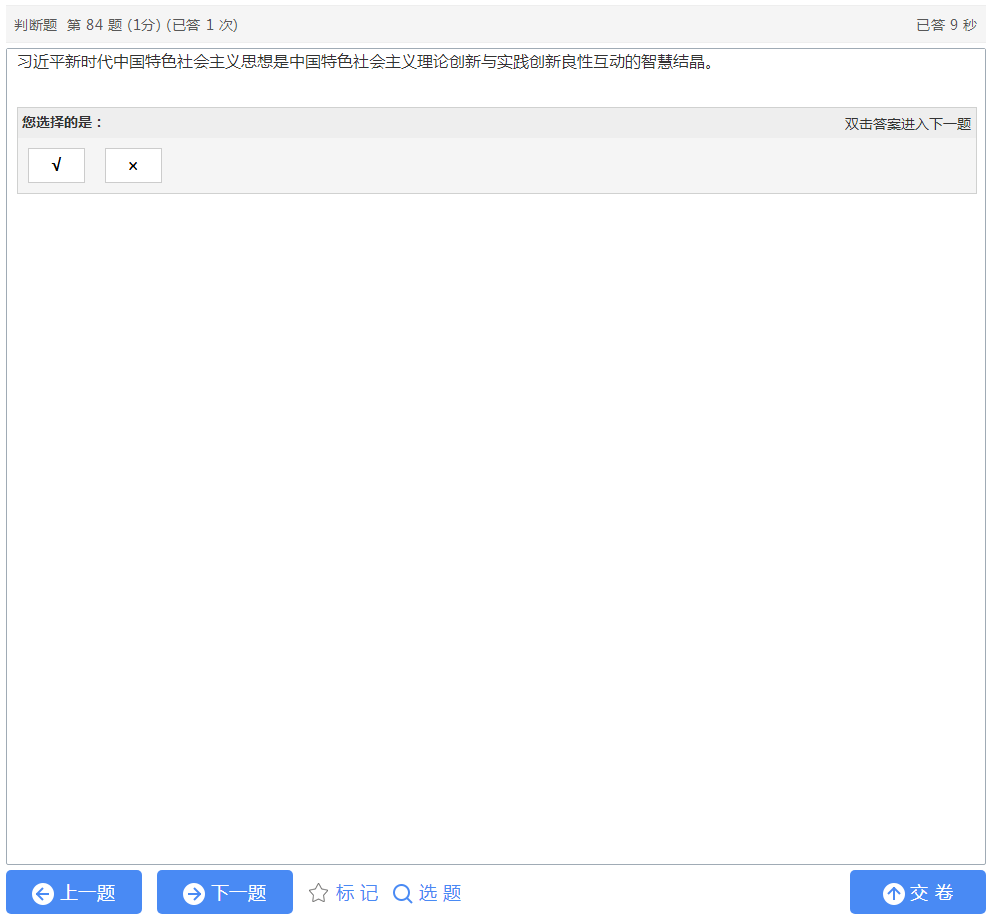 判断题 第 84 题 (1分) (已答 1 次) 已答 9 秒
习近平新时代中国特色社会主义思想是中国特色社会主义理论创新与实践创新良性互动的智慧结晶。
您选择的是： 双击答案进入下一题
√ ×
上一题 下一题 标 记 选 题 交 卷